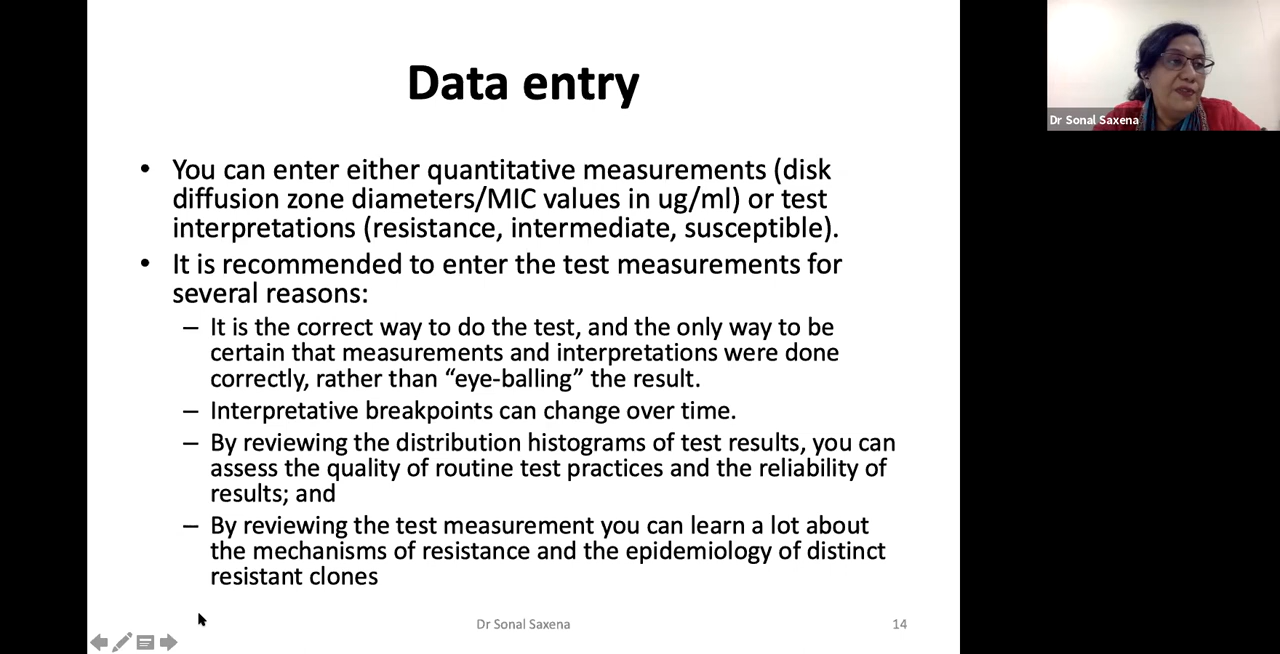 Data entry
• You can enter either quantitative measurements (disk
diffusion zone diameters/MIC values in ug/ml) or test
interpretations (resistance, intermediate, susceptible).
• It is recommended to enter the test measurements for
several reasons:
– It is the correct way to do the test, and the only way to be
certain that measurements and interpretations were done
correctly, rather than “eye-balling” the result.
– Interpretative breakpoints can change over time.
– By reviewing the distribution histograms of test results, you can
assess the quality of routine test practices and the reliability of
results; and
– By reviewing the test measurement you can learn a lot about
the mechanisms of resistance and the epidemiology of distinct
resistant clones
Dr Sonal Saxena
14
Dr Sonal Saxena